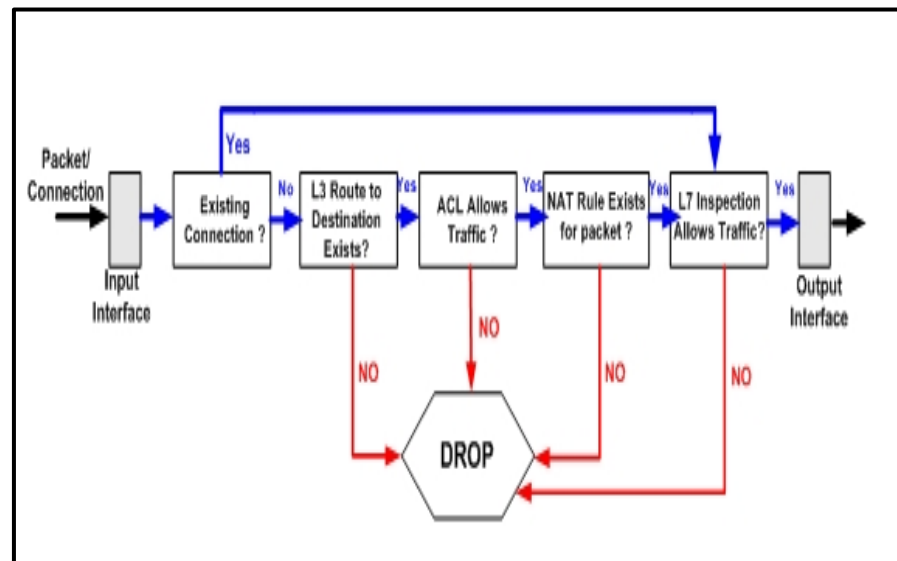 Packet/
Connection
Input
Interface
Existing
Connection ?
Yes
No
L3 Route to
Destination
Exists?
Yes
ACL Allows
Traffic ?
Yes
NAT Rule Exists
for packet ?
Yes
L7 Inspection
Allows Traffic?
Yes
Output
Interface
NO
NO
NO
NO
DROP